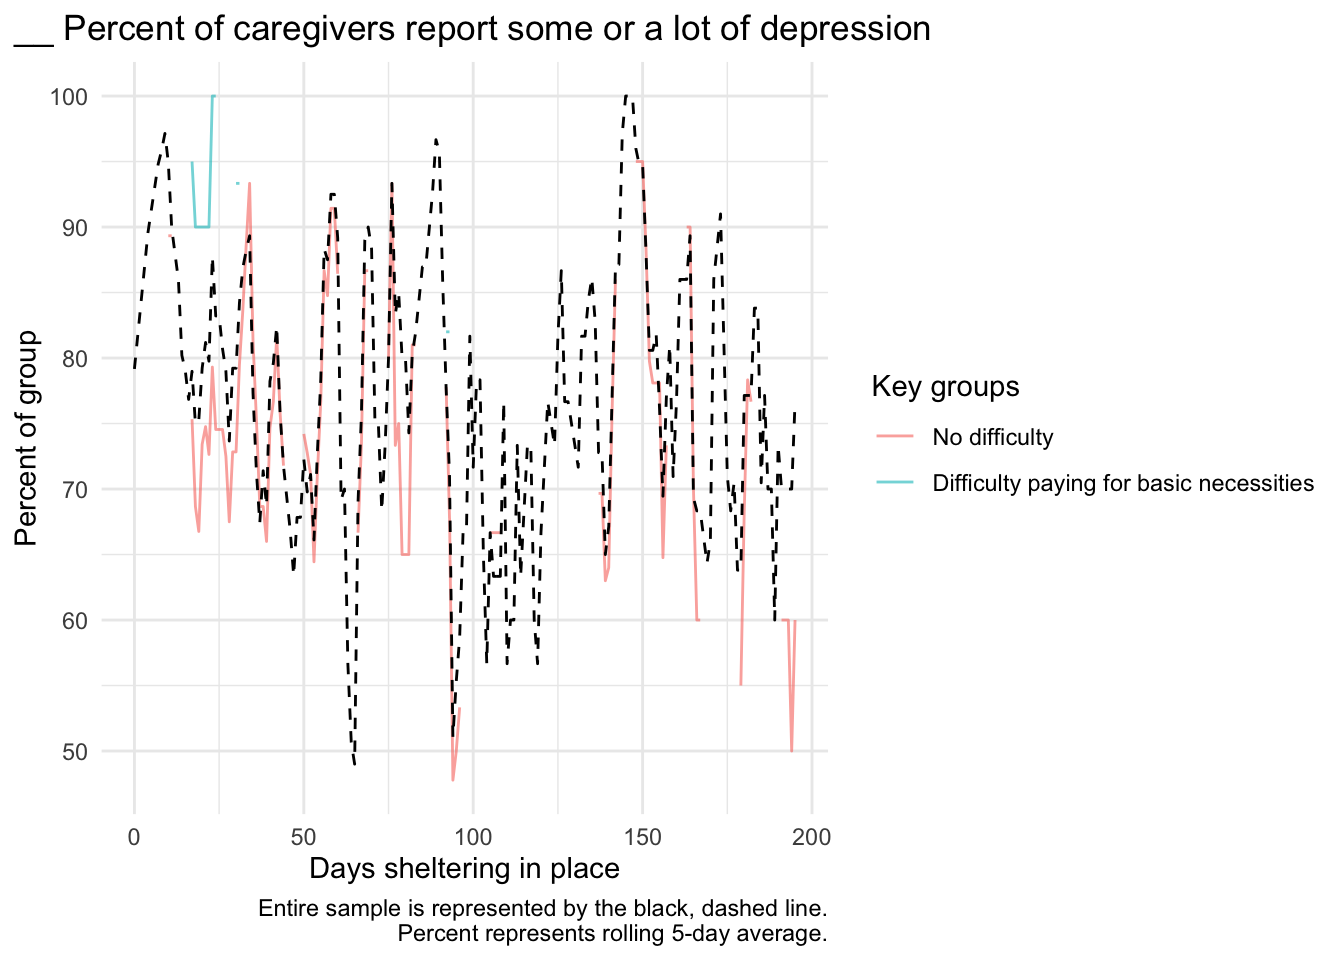 __ Percent of caregivers report some or a lot of depression
Percent of group
100
90
80
70
60
50
0
50
100
150
200
Days sheltering in place
Key groups
No difficulty
Difficulty paying for basic necessities
Entire sample is represented by the black, dashed line.
Percent represents rolling 5-day average.